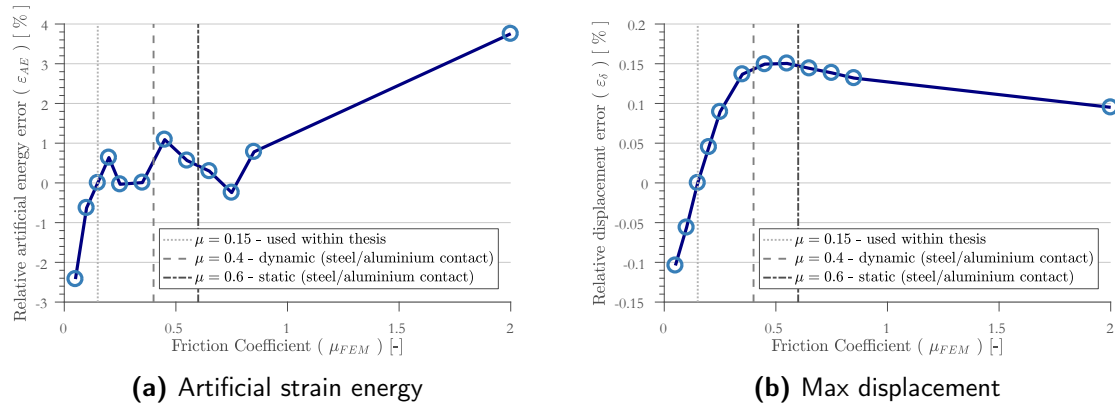 Relative artificial energy error ( ε_AE ) [ % ]
4
3
2
1
0
-1
-2
-3
μ = 0.15 - used within thesis
μ = 0.4 - dynamic (steel/aluminium contact)
μ = 0.6 - static (steel/aluminium contact)
0 0.5 1 1.5 2
Friction Coefficient ( μ_FEM ) [-]
(a) Artificial strain energy
Relative displacement error ( ε_δ ) [ % ]
0.2
0.15
0.1
0.05
0
-0.05
-0.1
-0.15
μ = 0.15 - used within thesis
μ = 0.4 - dynamic (steel/aluminium contact)
μ = 0.6 - static (steel/aluminium contact)
0 0.5 1 1.5 2
Friction Coefficient ( μ_FEM ) [-]
(b) Max displacement